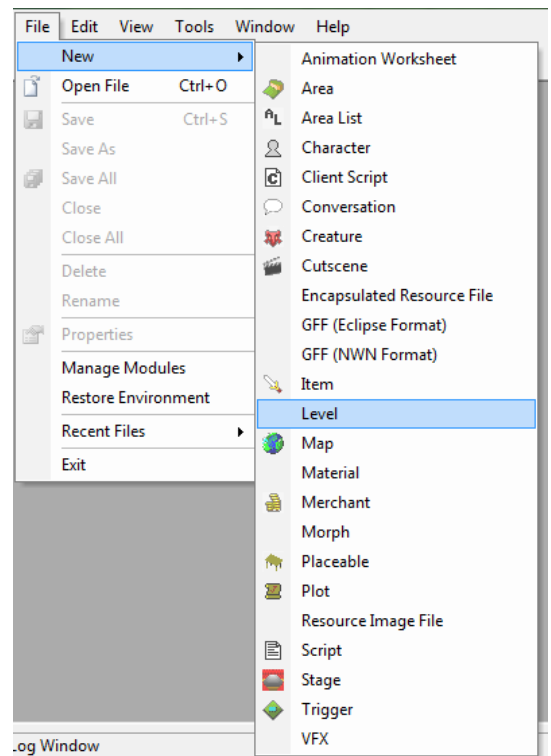 File Edit View Tools Window Help
New
Open File Ctrl+O
Save Ctrl+S
Save As
Save All
Close
Close All
Delete
Rename
Properties
Manage Modules
Restore Environment
Recent Files
Exit
Animation Worksheet
Area
AL Area List
Character
C Client Script
Conversation
Creature
Cutscene
Encapsulated Resource File
GFF (Eclipse Format)
GFF (NWN Format)
Item
Level
Map
Material
Merchant
Morph
Placeable
Plot
Resource Image File
Script
Stage
Trigger
VFX
og Window